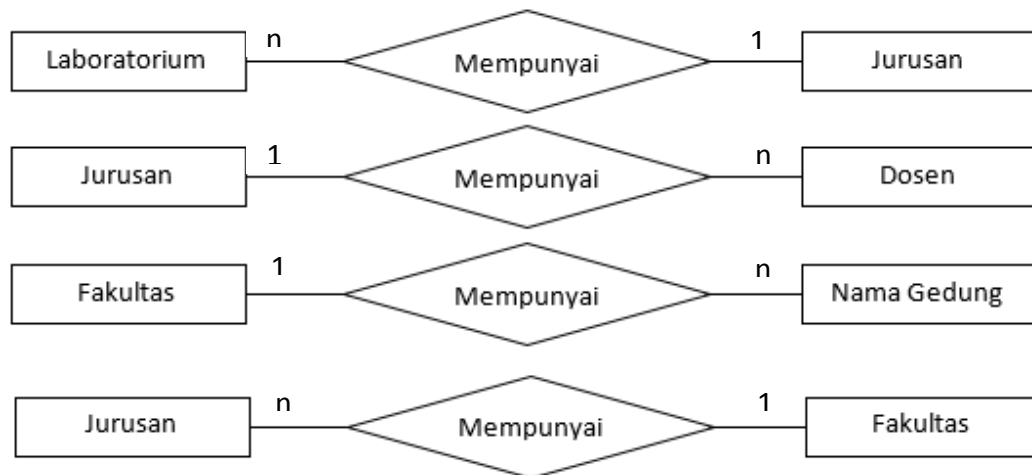 n 1
Laboratorium Mempunyai Jurusan
1 n
Jurusan Mempunyai Dosen
1 n
Fakultas Mempunyai Nama Gedung
n 1
Jurusan Mempunyai Fakultas